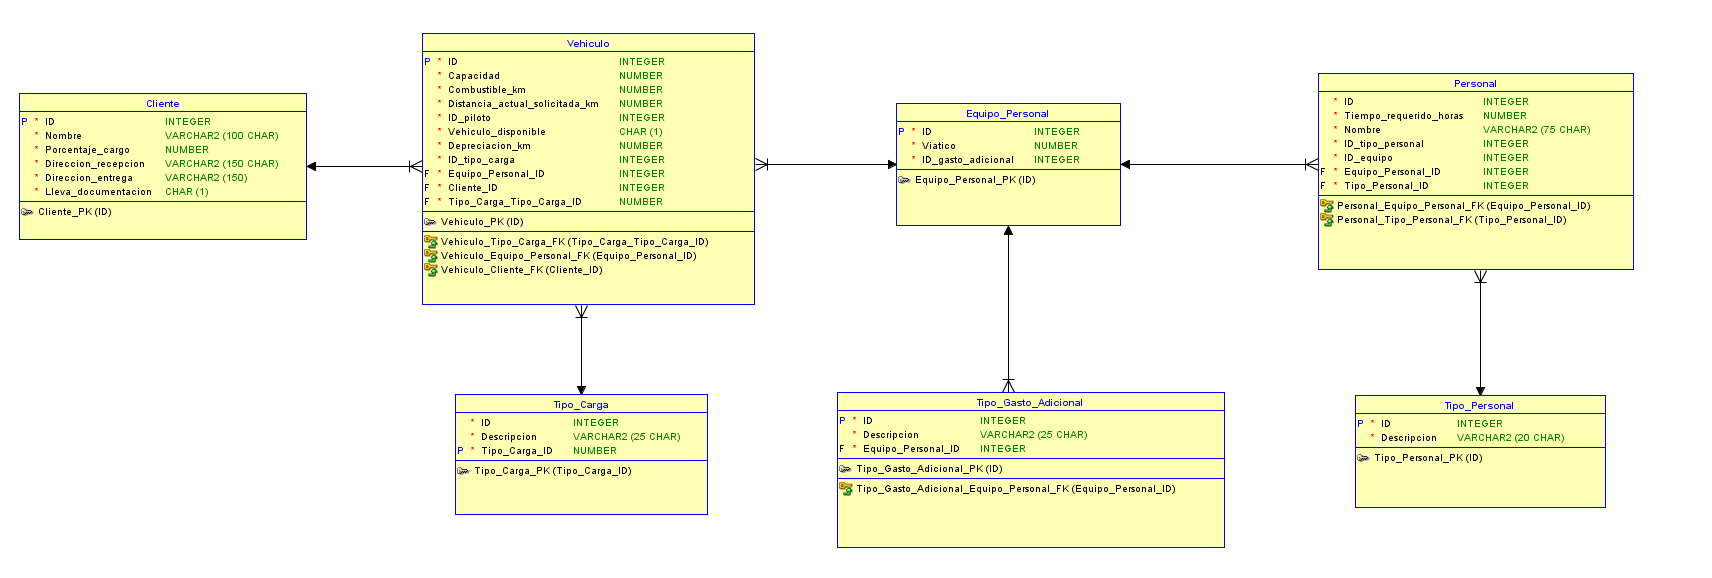 Cliente
P * ID INTEGER
* Nombre VARCHAR2 (100 CHAR)
* Porcentaje_cargo NUMBER
* Direccion_recepcion VARCHAR2 (150 CHAR)
* Direccion_entrega VARCHAR2 (150)
* Lleva_documentacion CHAR (1)
Cliente_PK (ID)
Vehiculo
P * ID INTEGER
* Capacidad NUMBER
* Combustible_km NUMBER
* Distancia_actual_solicitada_km NUMBER
* ID_piloto INTEGER
* Vehiculo_disponible CHAR (1)
* Depreciacion_km NUMBER
* ID_tipo_carga INTEGER
F * Equipo_Personal_ID INTEGER
F * Cliente_ID INTEGER
F * Tipo_Carga_Tipo_Carga_ID NUMBER
Vehiculo_PK (ID)
Vehiculo_Tipo_Carga_FK (Tipo_Carga_Tipo_Carga_ID)
Vehiculo_Equipo_Personal_FK (Equipo_Personal_ID)
Vehiculo_Cliente_FK (Cliente_ID)
Equipo_Personal
P * ID INTEGER
* Viatico NUMBER
* ID_gasto_adicional INTEGER
Equipo_Personal_PK (ID)
Personal
* ID INTEGER
* Tiempo_requerido_horas NUMBER
* Nombre VARCHAR2 (75 CHAR)
* ID_tipo_personal INTEGER
* ID_equipo INTEGER
F * Equipo_Personal_ID INTEGER
F * Tipo_Personal_ID INTEGER
Personal_Equipo_Personal_FK (Equipo_Personal_ID)
Personal_Tipo_Personal_FK (Tipo_Personal_ID)
Tipo_Carga
* ID INTEGER
* Descripcion VARCHAR2 (25 CHAR)
P * Tipo_Carga_ID NUMBER
Tipo_Carga_PK (Tipo_Carga_ID)
Tipo_Gasto_Adicional
P * ID INTEGER
* Descripcion VARCHAR2 (25 CHAR)
F * Equipo_Personal_ID INTEGER
Tipo_Gasto_Adicional_PK (ID)
Tipo_Gasto_Adicional_Equipo_Personal_FK (Equipo_Personal_ID)
Tipo_Personal
P * ID INTEGER
* Descripcion VARCHAR2 (20 CHAR)
Tipo_Personal_PK (ID)